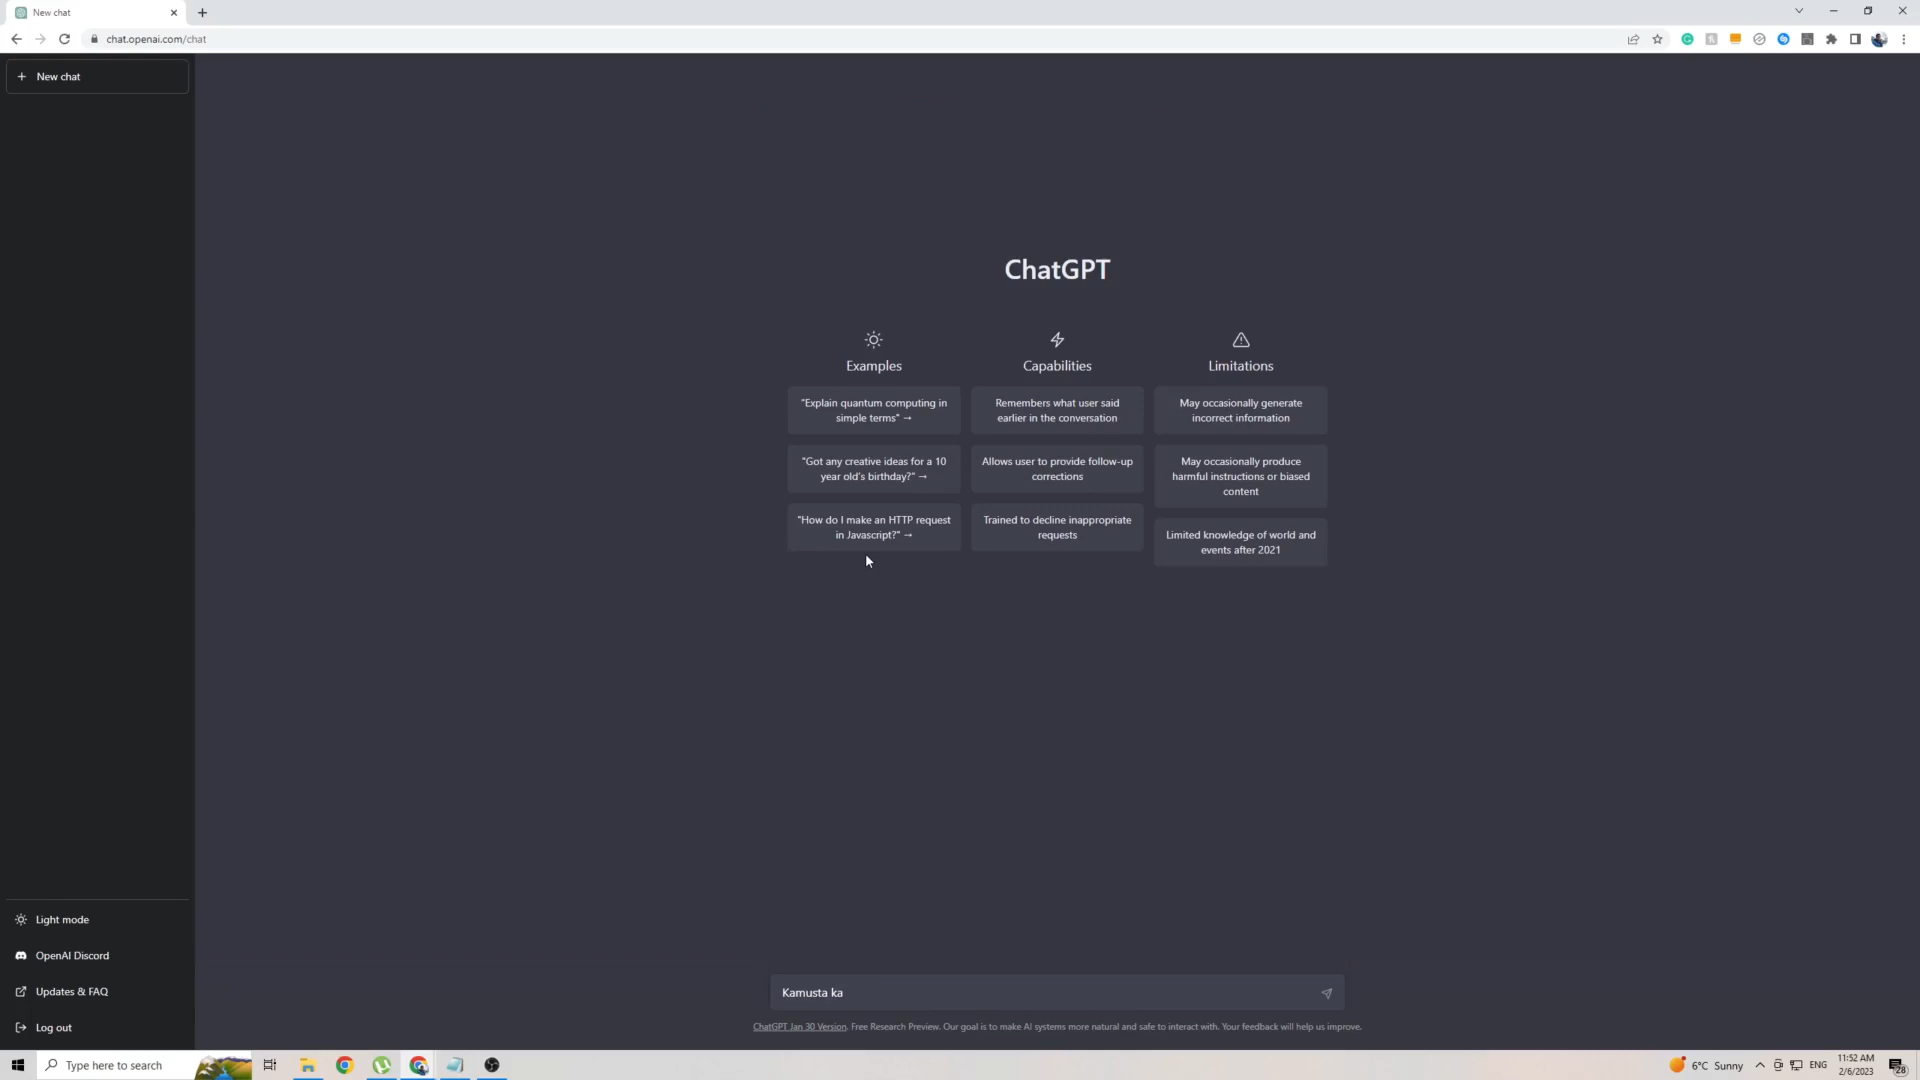 New chat
chat.openai.com/chat
New chat
ChatGPT
Examples
Capabilities
Limitations
"Explain quantum computing in
simple terms" →
Remembers what user said
earlier in the conversation
May occasionally generate
incorrect information
"Got any creative ideas for a 10
year old's birthday?" →
Allows user to provide follow-up
corrections
May occasionally produce
harmful instructions or biased
content
"How do I make an HTTP request
in Javascript?" →
Trained to decline inappropriate
requests
Limited knowledge of world and
events after 2021
Light mode
OpenAI Discord
Updates & FAQ
Log out
Kamusta ka
ChatGPT Jan 30 Version. Free Research Preview. Our goal is to make AI systems more natural and safe to interact with. Your feedback will help us improve.
Type here to search
6°C Sunny
ENG
11:52 AM
2/6/2023
28